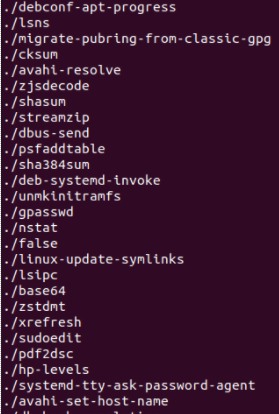 ./debconf-apt-progress
./lsns
./migrate-pubring-from-classic-gpg
./cksum
./avahi-resolve
./zjsdecode
./shasum
./streamzip
./dbus-send
./psfaddtable
./sha384sum
./deb-systemd-invoke
./unmkinitramfs
./gpasswd
./nstat
./false
./linux-update-symlinks
./lsipc
./base64
./zstdmt
./xrefresh
./sudoedit
./pdf2dsc
./hp-levels
./systemd-tty-ask-password-agent
./avahi-set-host-name